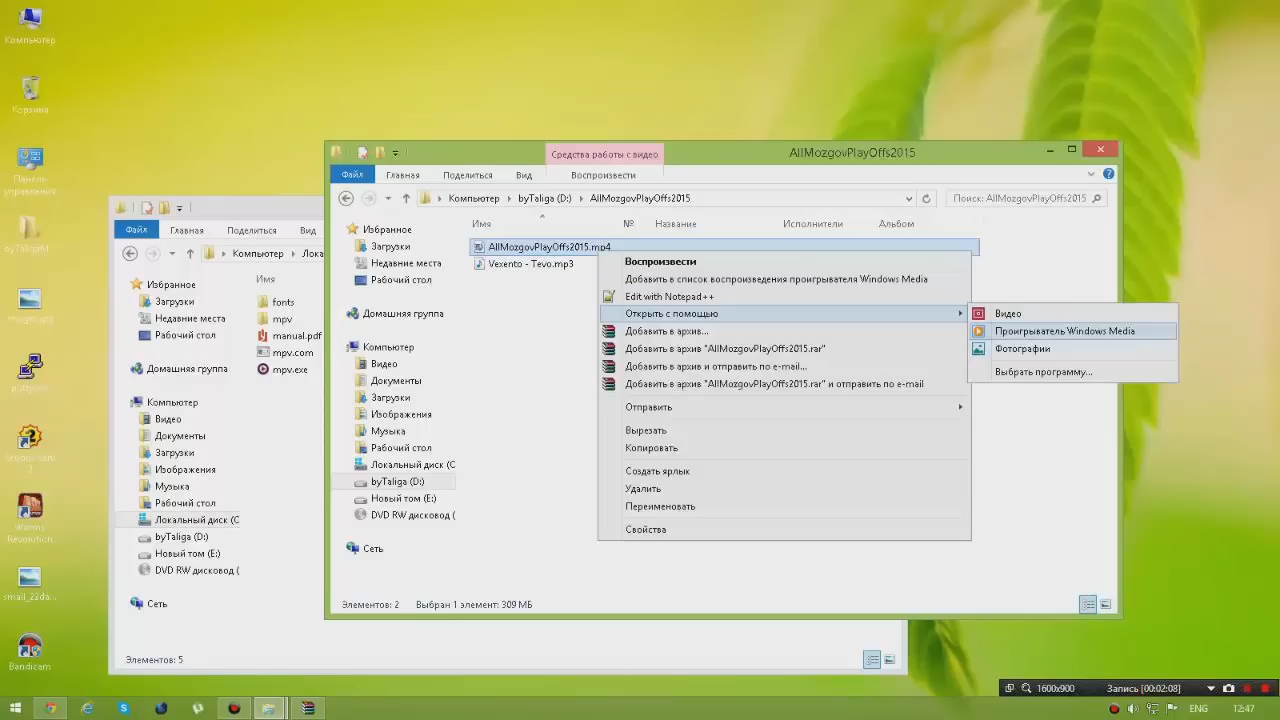 Компьютер
Корзина
Панель управления
Worms Revolution
small_22da...
Bandicam
Файл
Главная
Поделиться
Вид
Компьютер
Имя
Избранное
Загрузки
Недавние места
Рабочий стол
Домашняя группа
Компьютер
Видео
Документы
Загрузки
Изображения
Музыка
Рабочий стол
Локальный диск (C
byTaliga (D:)
Новый том (E:)
DVD RW дисковод (
Сеть
fonts
mpv
manual.pdf
mpv.com
mpv.exe
Элементов: 5
Средства работы с видео
AllMozgovPlayOffs2015
Файл
Главная
Поделиться
Вид
Воспроизвести
Компьютер
byTaliga (D:)
AllMozgovPlayOffs2015
Поиск: AllMozgovPlayOffs2015
Имя
№
Название
Исполнители
Альбом
Избранное
Загрузки
Недавние места
Рабочий стол
Домашняя группа
Компьютер
Видео
Документы
Загрузки
Изображения
Музыка
Рабочий стол
Локальный диск (C
byTaliga (D:)
Новый том (E:)
DVD RW дисковод (
Сеть
AllMozgovPlayOffs2015.mp4
Vexento - Tevo.mp3
Элементов: 2 Выбран 1 элемент: 309 МБ
Воспроизвести
Добавить в список воспроизведения проигрывателя Windows Media
Edit with Notepad++
Открыть с помощью
Добавить в архив...
Добавить в архив "AllMozgovPlayOffs2015.rar"
Добавить в архив и отправить по e-mail...
Добавить в архив "AllMozgovPlayOffs2015.rar" и отправить по e-mail
Отправить
Вырезать
Копировать
Создать ярлык
Удалить
Переименовать
Свойства
Видео
Проигрыватель Windows Media
Фотографии
Выбрать программу...
1600x900
Запись [00:02:08]
ENG
12:47